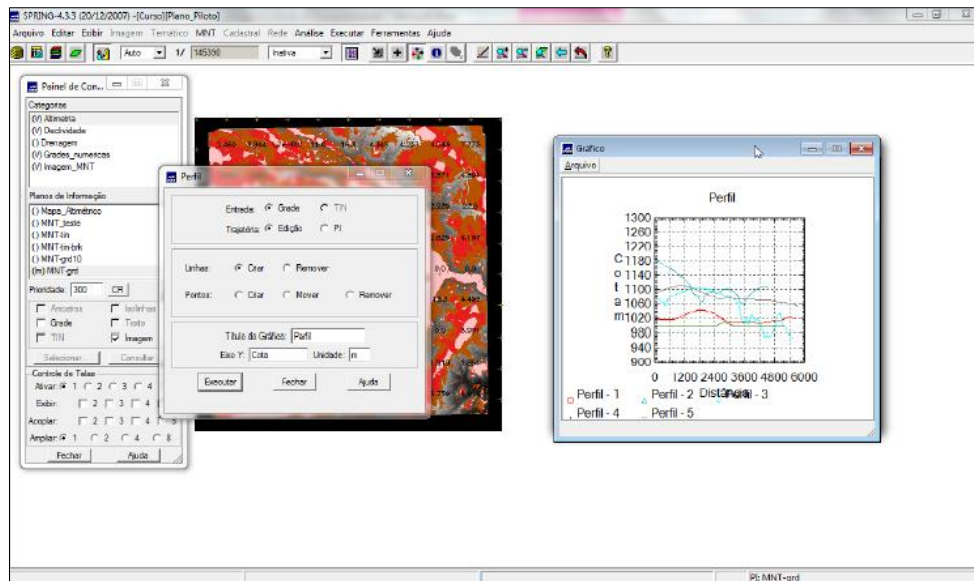 SPRING-4.3.3 (20/12/2007) -[Curso][Plano_Piloto]
Arquivo Editar Exibir Imagem Temático MNT Cadastral Rede Análise Executar Ferramentas Ajuda
Auto 1/ 145390 Inativa
Painel de Con...
Categorias
(V) Altimetria
(V) Declividade
() Drenagem
(V) Grades_numericas
(V) Imagem_MNT
Planos de Informação
() Mapa_Altimétrico
() MNT_teste
() MNT-tin
() MNT-tin-brk
() MNT-grd10
(Im) MNT-grd
Prioridade: 300 CR
Amostras Isolinhas
Grade Texto
TIN Imagem
Selecionar... Consultar
Controle de Telas
Ativar: 1 2 3 4
Exibir: 2 3 4
Acoplar: 2 3 4 5
Ampliar: 1 2 4 8
Fechar Ajuda
Perfil
Entrada: Grade TIN
Trajetória: Edição PI
Linhas: Criar Remover
Pontos: Criar Mover Remover
Título do Gráfico: Perfil
Eixo Y: Cota Unidade: m
Executar Fechar Ajuda
Gráfico
Arquivo
Perfil
1300
1260
1220
1180
1140
1100
1060
1020
980
940
900
Cota m
0 1200 2400 3600 4800 6000
Distância
Perfil - 1 Perfil - 2 Perfil - 3
Perfil - 4 Perfil - 5
PI: MNT-grd